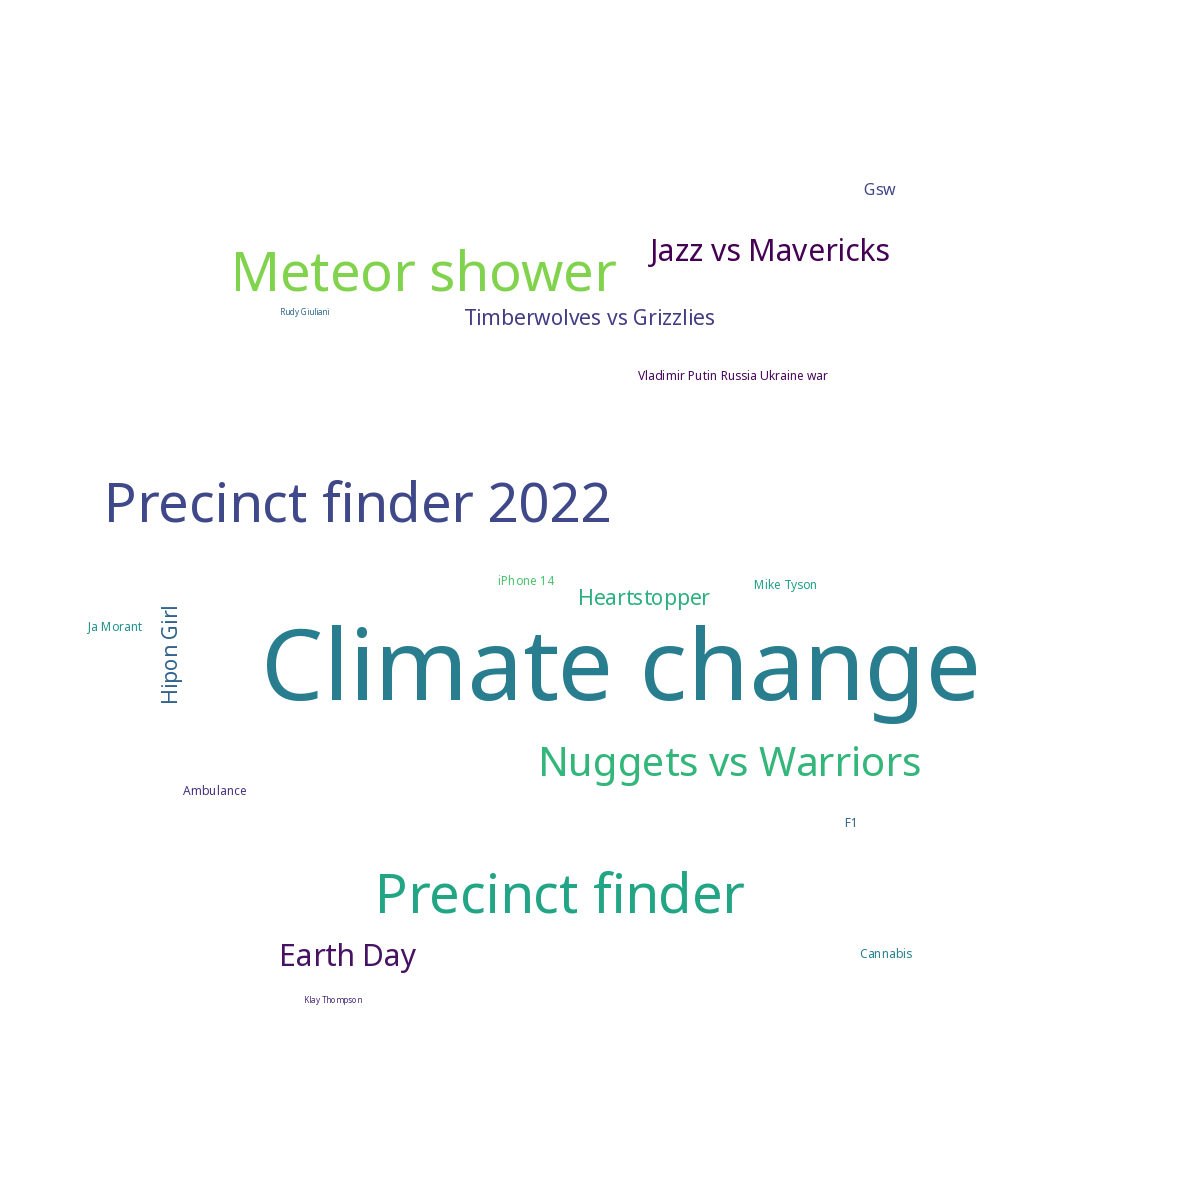 Gsw
Jazz vs Mavericks
Meteor shower
Rudy Giuliani
Timberwolves vs Grizzlies
Vladimir Putin Russia Ukraine war
Precinct finder 2022
iPhone 14
Mike Tyson
Heartstopper
Ja Morant
Hipon Girl
Climate change
Nuggets vs Warriors
Ambulance
F1
Precinct finder
Earth Day
Cannabis
Klay Thompson